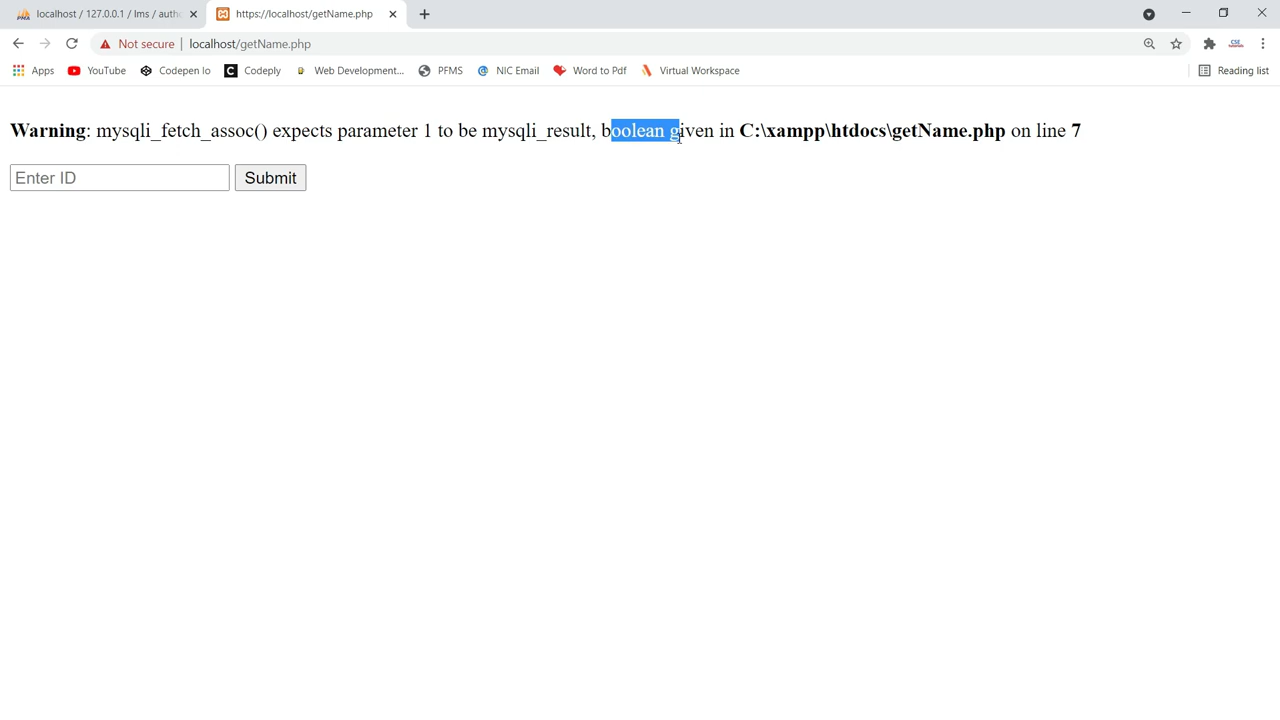 localhost / 127.0.0.1 / lms / autho
https://localhost/getName.php
Not secure | localhost/getName.php
Apps YouTube Codepen Io Codeply Web Development... PFMS NIC Email Word to Pdf Virtual Workspace Reading list
Warning: mysqli_fetch_assoc() expects parameter 1 to be mysqli_result, boolean given in C:\xampp\htdocs\getName.php on line 7
Enter ID Submit